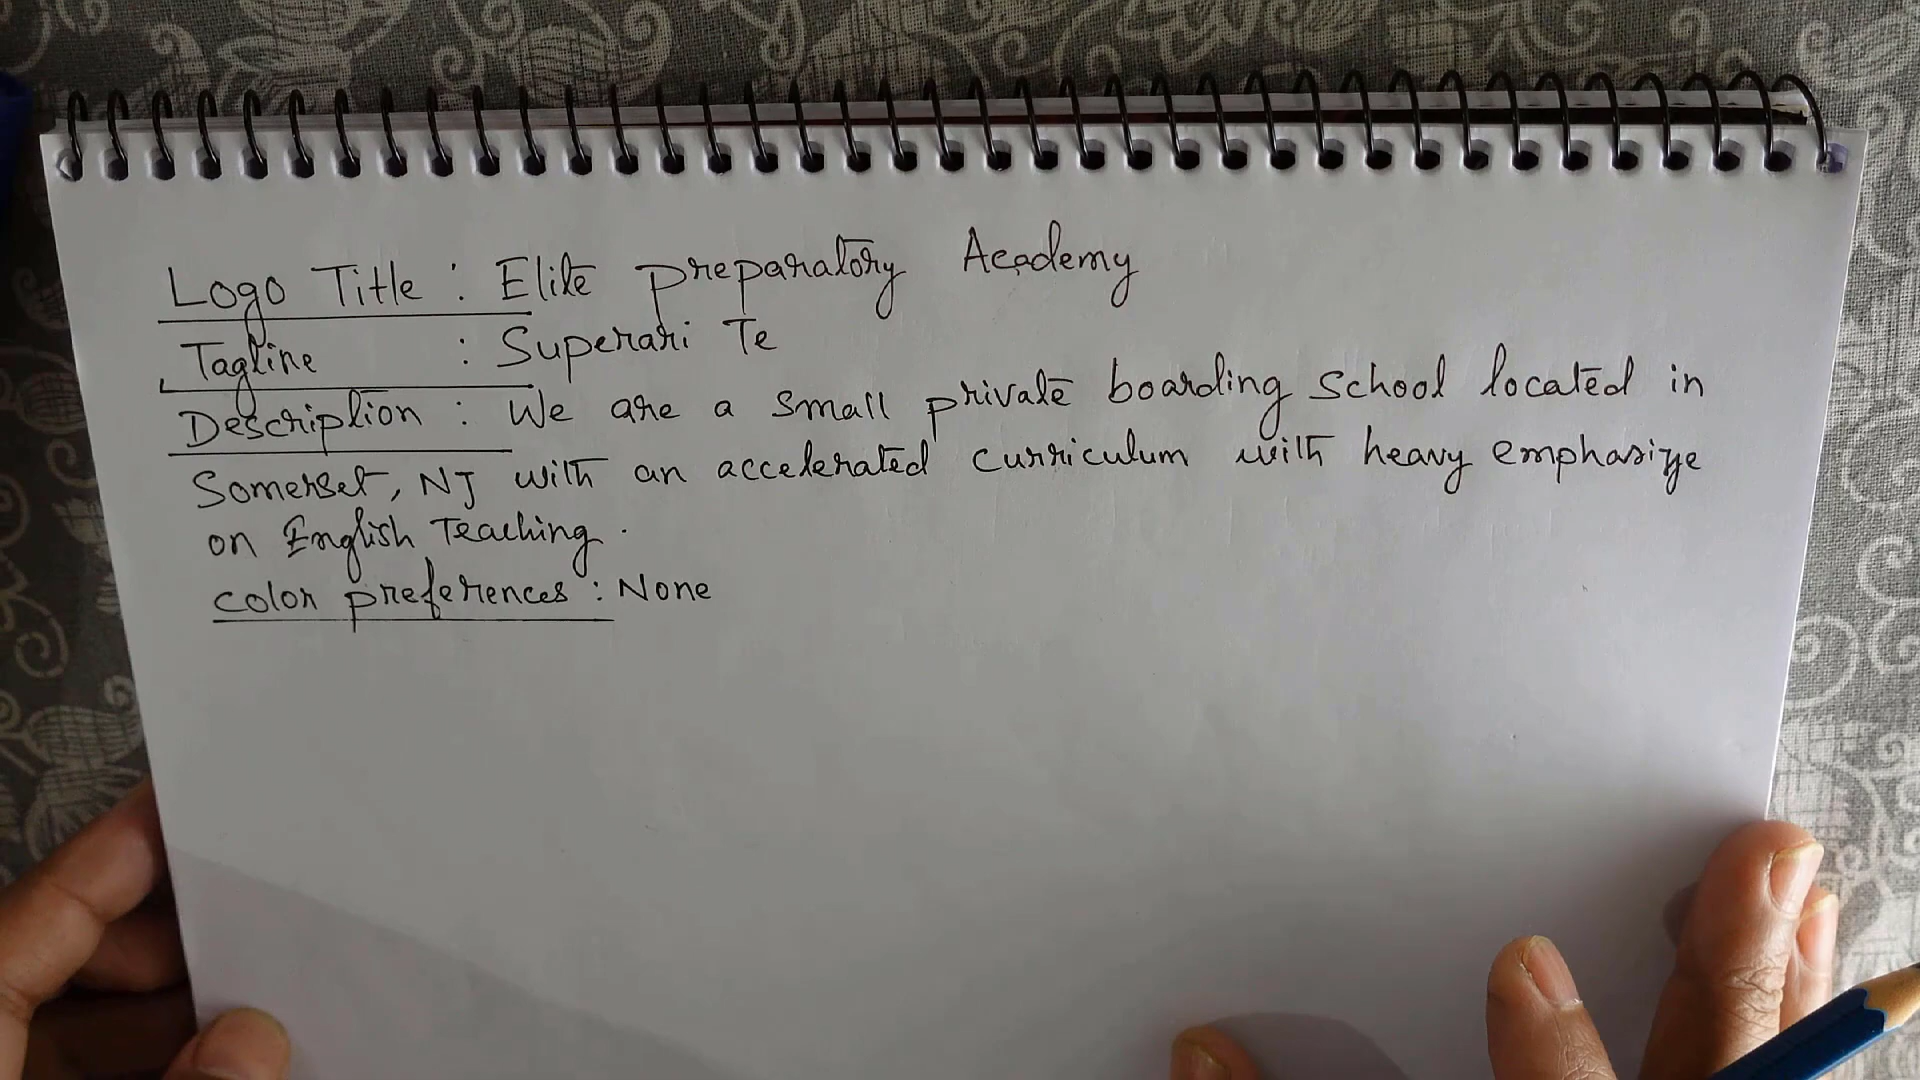 Logo Title : Elite preparatory Academy
Tagline : Superari Te
Description : We are a small private boarding School located in
Somerset, NJ with an accelerated curriculum with heavy emphasize
on English Teaching.
color preferences : None